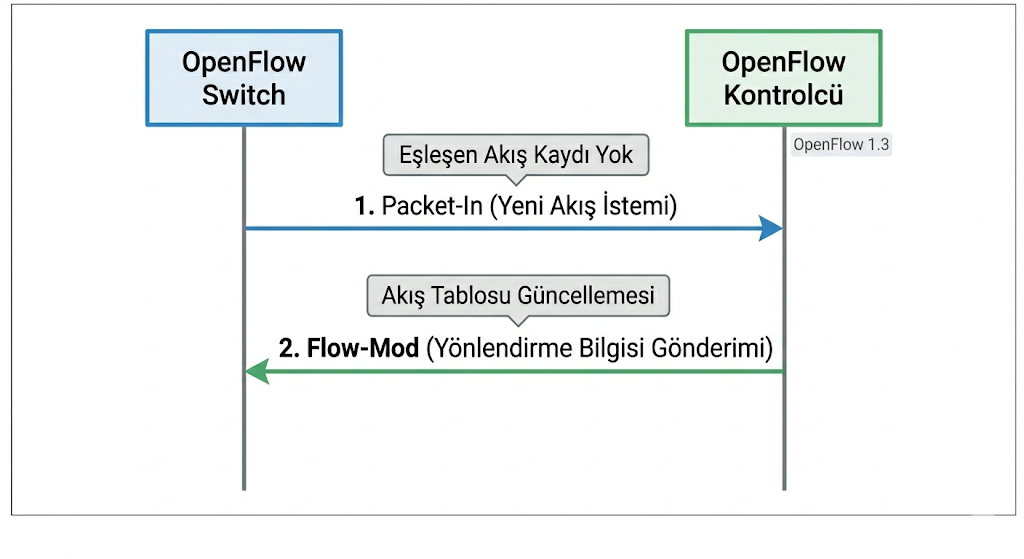 OpenFlow
Switch
OpenFlow
Kontrolcü
OpenFlow 1.3
Eşleşen Akış Kaydı Yok
1. Packet-In (Yeni Akış İstemi)
Akış Tablosu Güncellemesi
2. Flow-Mod (Yönlendirme Bilgisi Gönderimi)